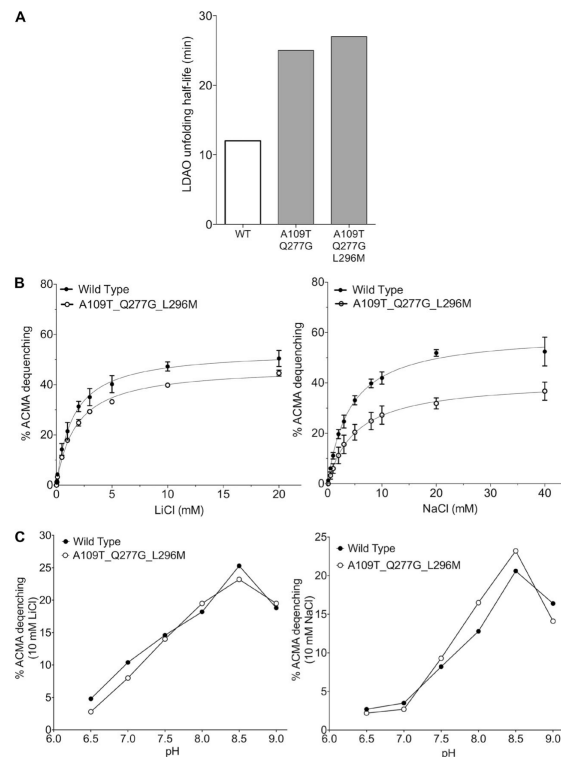 A
LDAO unfolding half-life (min)
30
20
10
0
WT
A109T
Q277G
A109T
Q277G
L296M
B
% ACMA dequenching
80
60
40
20
0
Wild Type
A109T_Q277G_L296M
0
5
10
15
20
LiCl (mM)
% ACMA dequenching
80
60
40
20
0
Wild Type
A109T_Q277G_L296M
0
10
20
30
40
NaCl (mM)
C
% ACMA deqenching
(10 mM LiCl)
30
25
20
15
10
5
0
Wild Type
A109T_Q277G_L296M
6.0
6.5
7.0
7.5
8.0
8.5
9.0
pH
% ACMA deqenching
(10 mM NaCl)
25
20
15
10
5
0
Wild Type
A109T_Q277G_L296M
6.0
6.5
7.0
7.5
8.0
8.5
9.0
pH